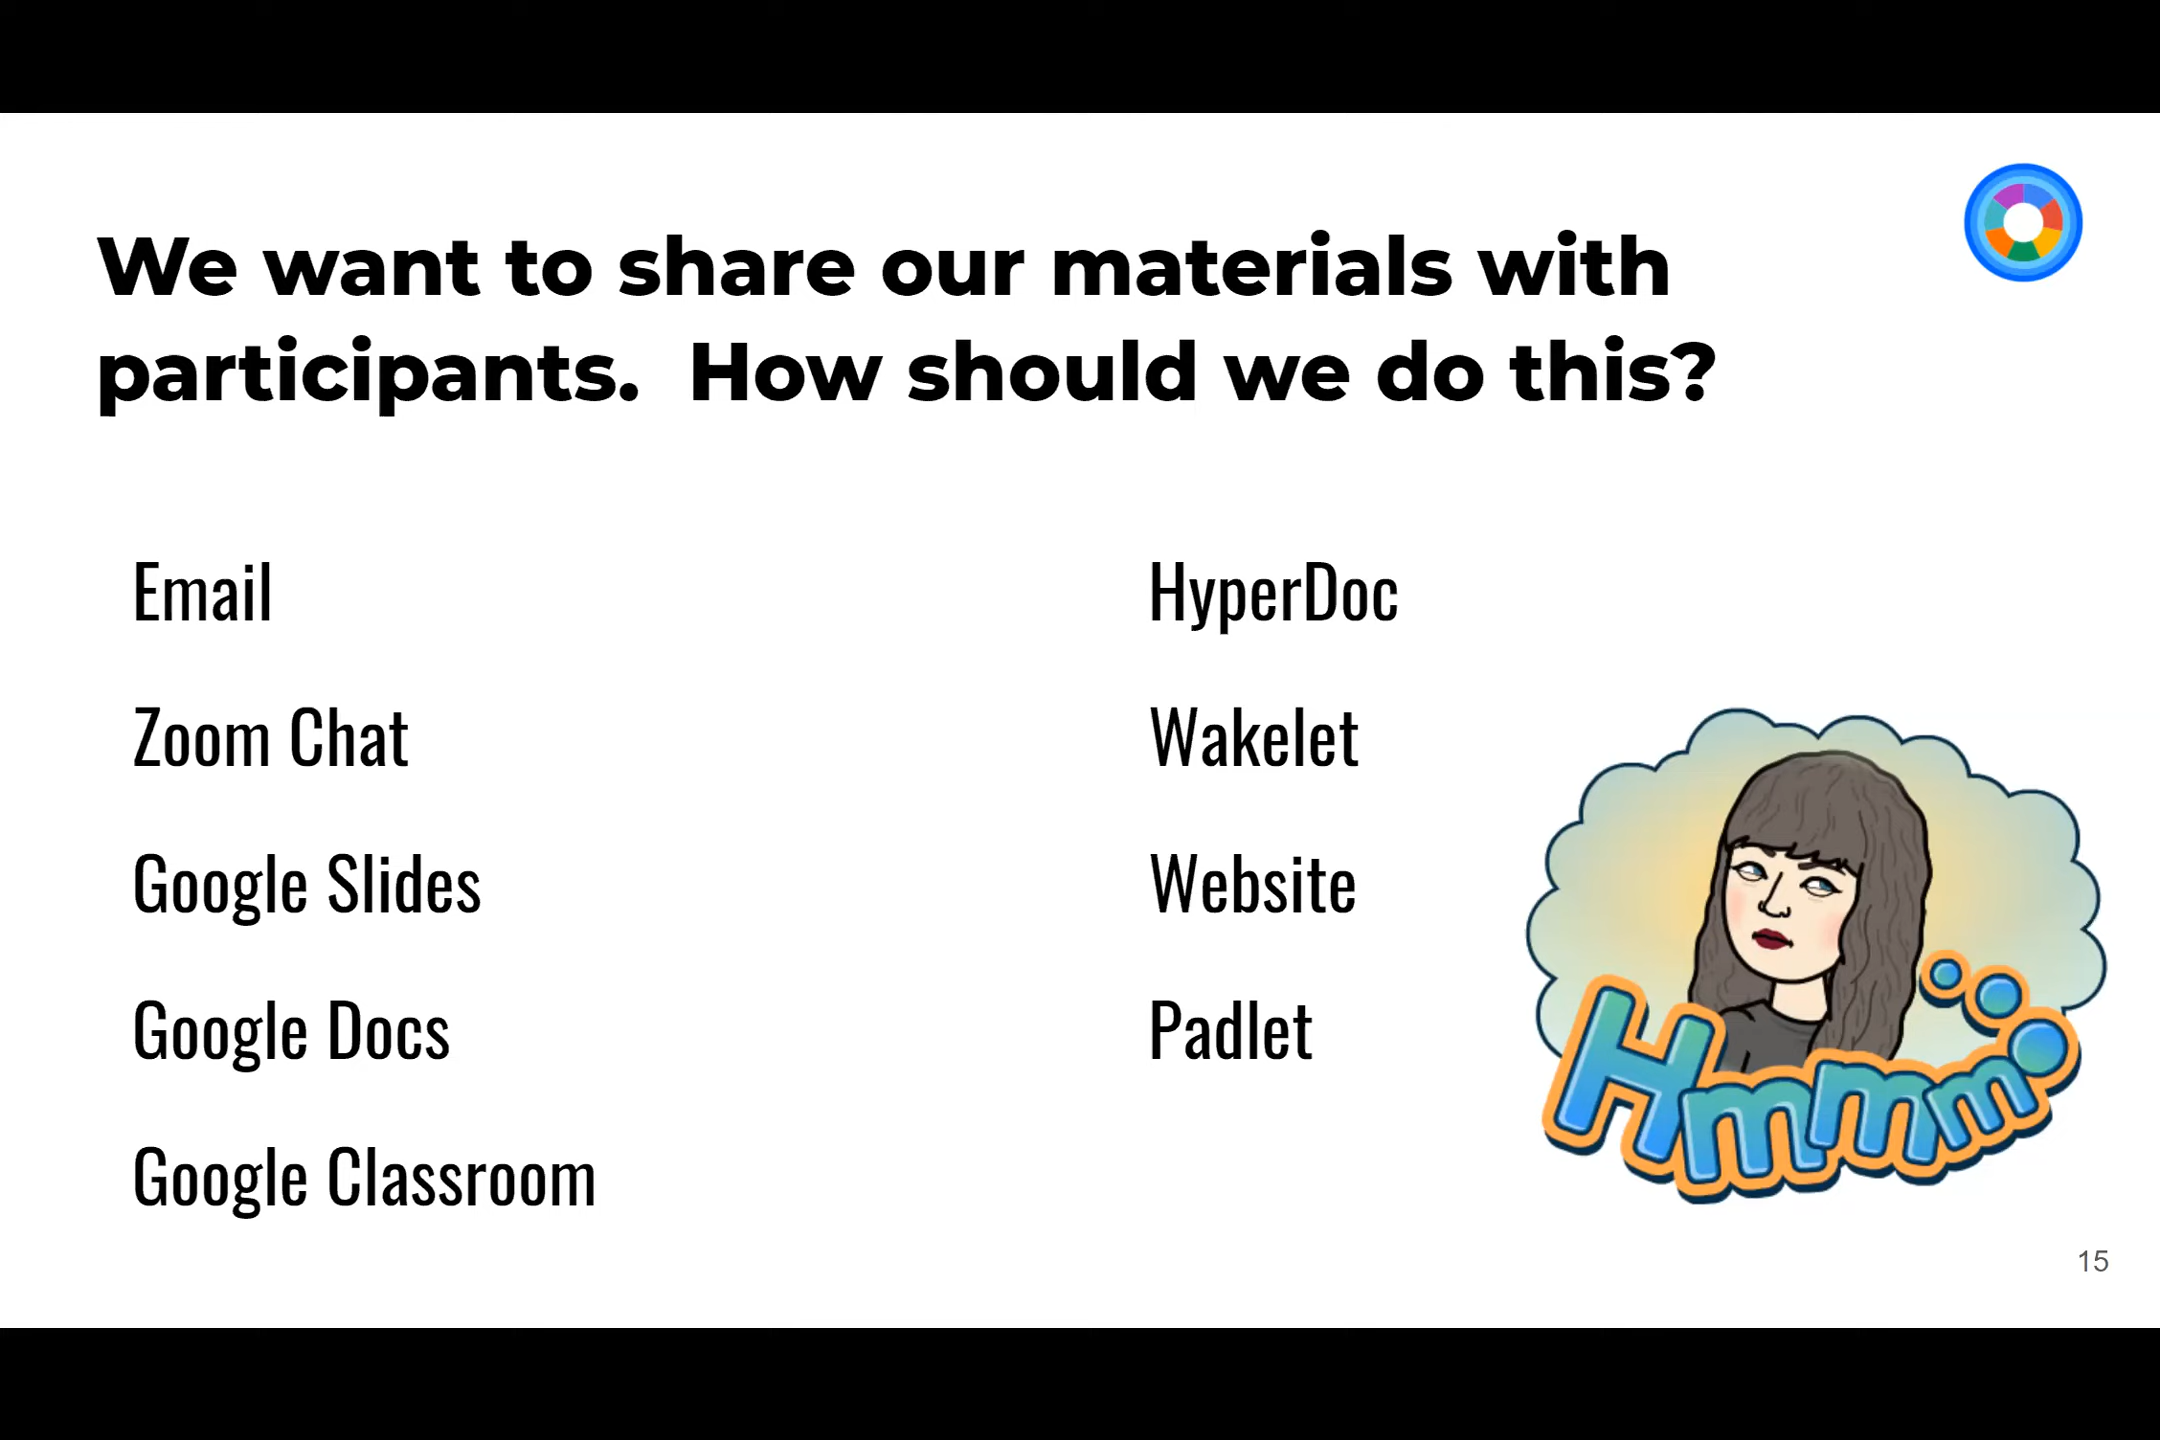 We want to share our materials with
participants.  How should we do this?
Email
Zoom Chat
Google Slides
Google Docs
Google Classroom
HyperDoc
Wakelet
Website
Padlet
Hmmm
15